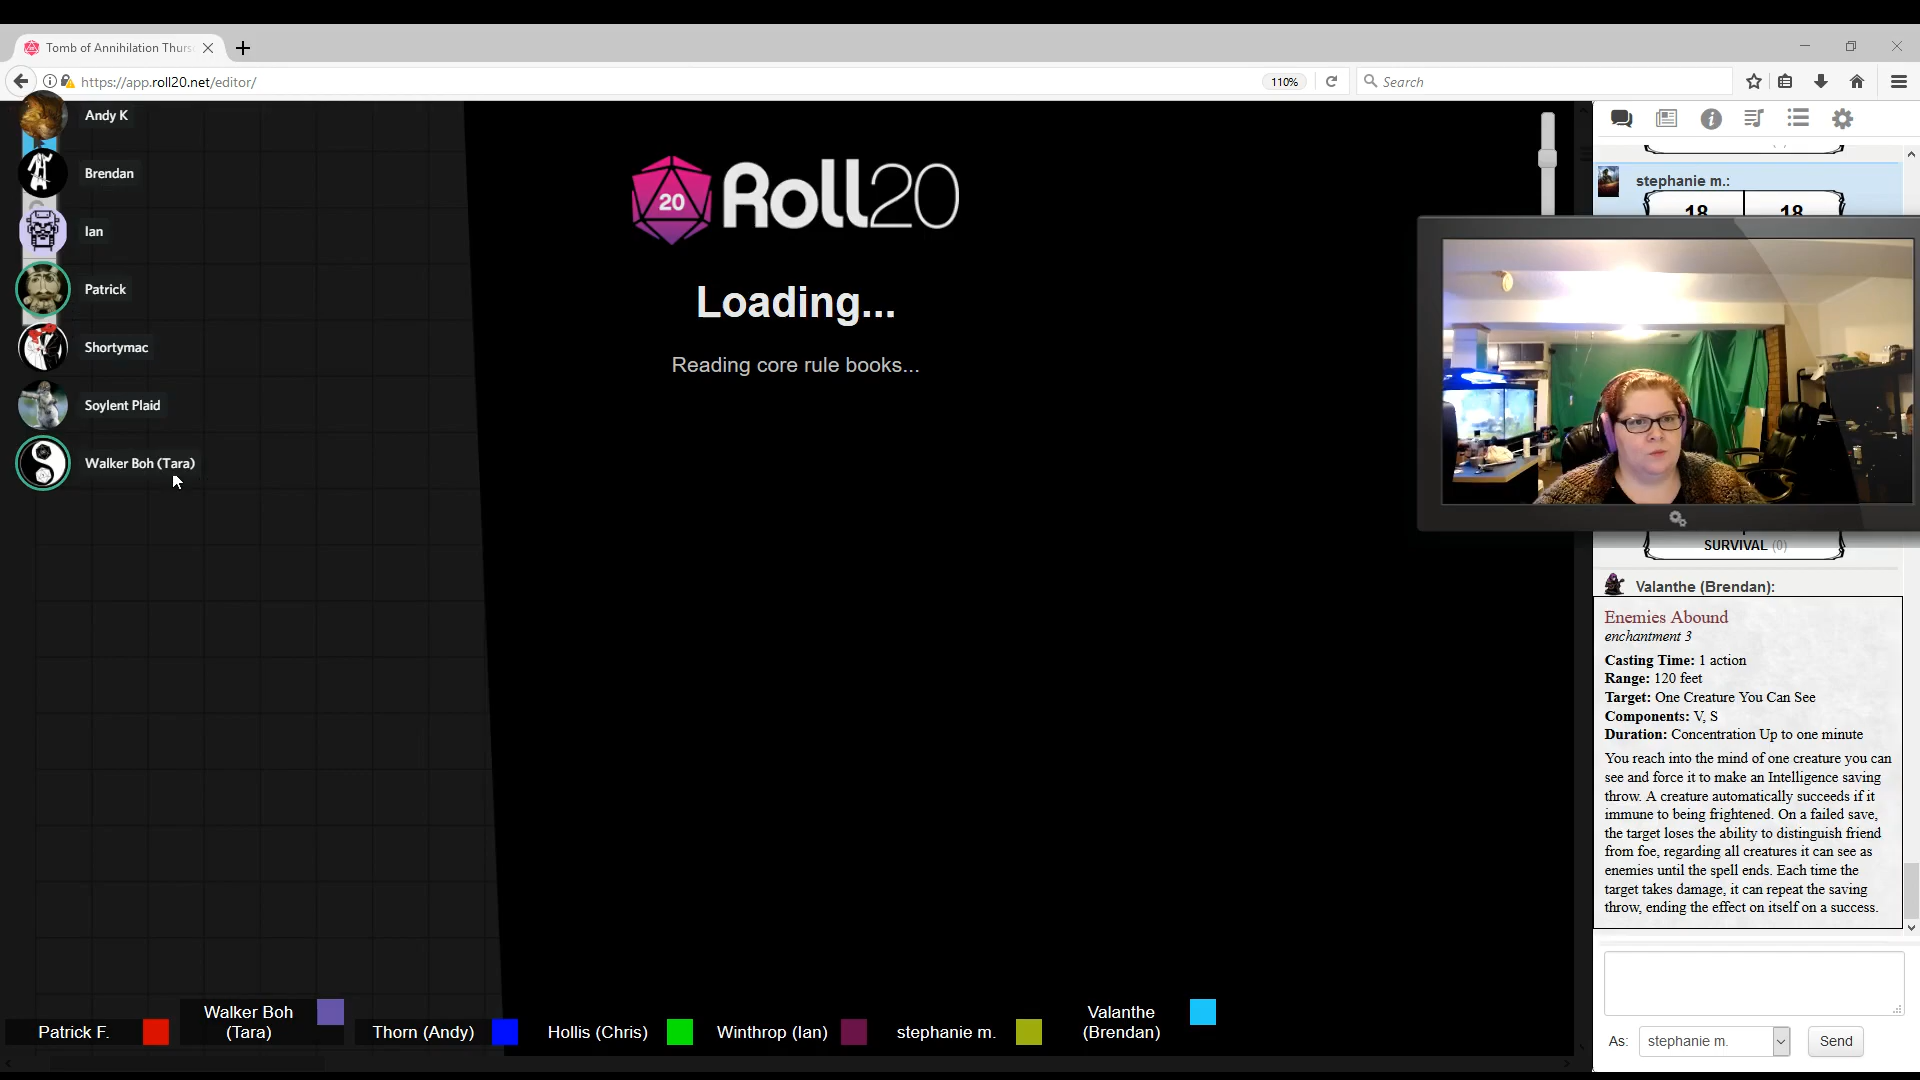 Tomb of Annihilation Thurs
https://app.roll20.net/editor/
110%
Search
Andy K
Brendan
Ian
Patrick
Shortymac
Soylent Plaid
Walker Boh (Tara)
20
Roll20
Loading...
Reading core rule books...
stephanie m.:
18 18
SURVIVAL (0)
Valanthe (Brendan):
Enemies Abound
enchantment 3
Casting Time: 1 action
Range: 120 feet
Target: One Creature You Can See
Components: V, S
Duration: Concentration Up to one minute
You reach into the mind of one creature you can
see and force it to make an Intelligence saving
throw. A creature automatically succeeds if it
immune to being frightened. On a failed save,
the target loses the ability to distinguish friend
from foe, regarding all creatures it can see as
enemies until the spell ends. Each time the
target takes damage, it can repeat the saving
throw, ending the effect on itself on a success.
As: stephanie m. Send
Patrick F.
Walker Boh
(Tara)
Thorn (Andy)
Hollis (Chris)
Winthrop (Ian)
stephanie m.
Valanthe
(Brendan)